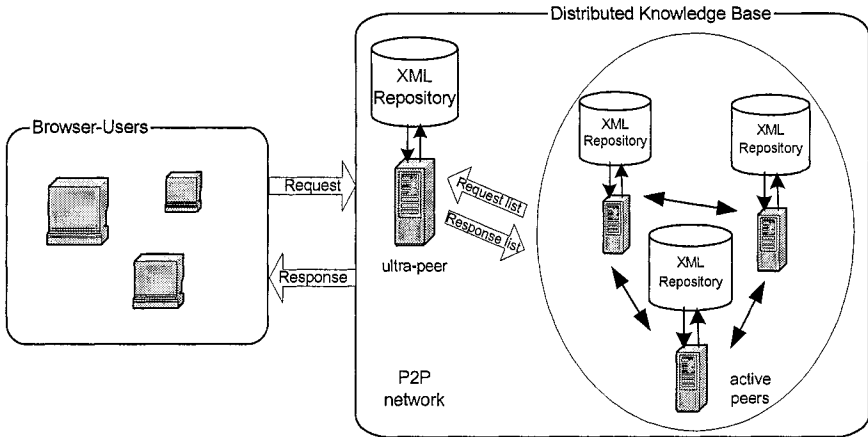 Distributed Knowledge Base
XML
Repository
Browser-Users
Request
Response
ultra-peer
Request list
Response list
XML
Repository
XML
Repository
XML
Repository
P2P
network
active
peers